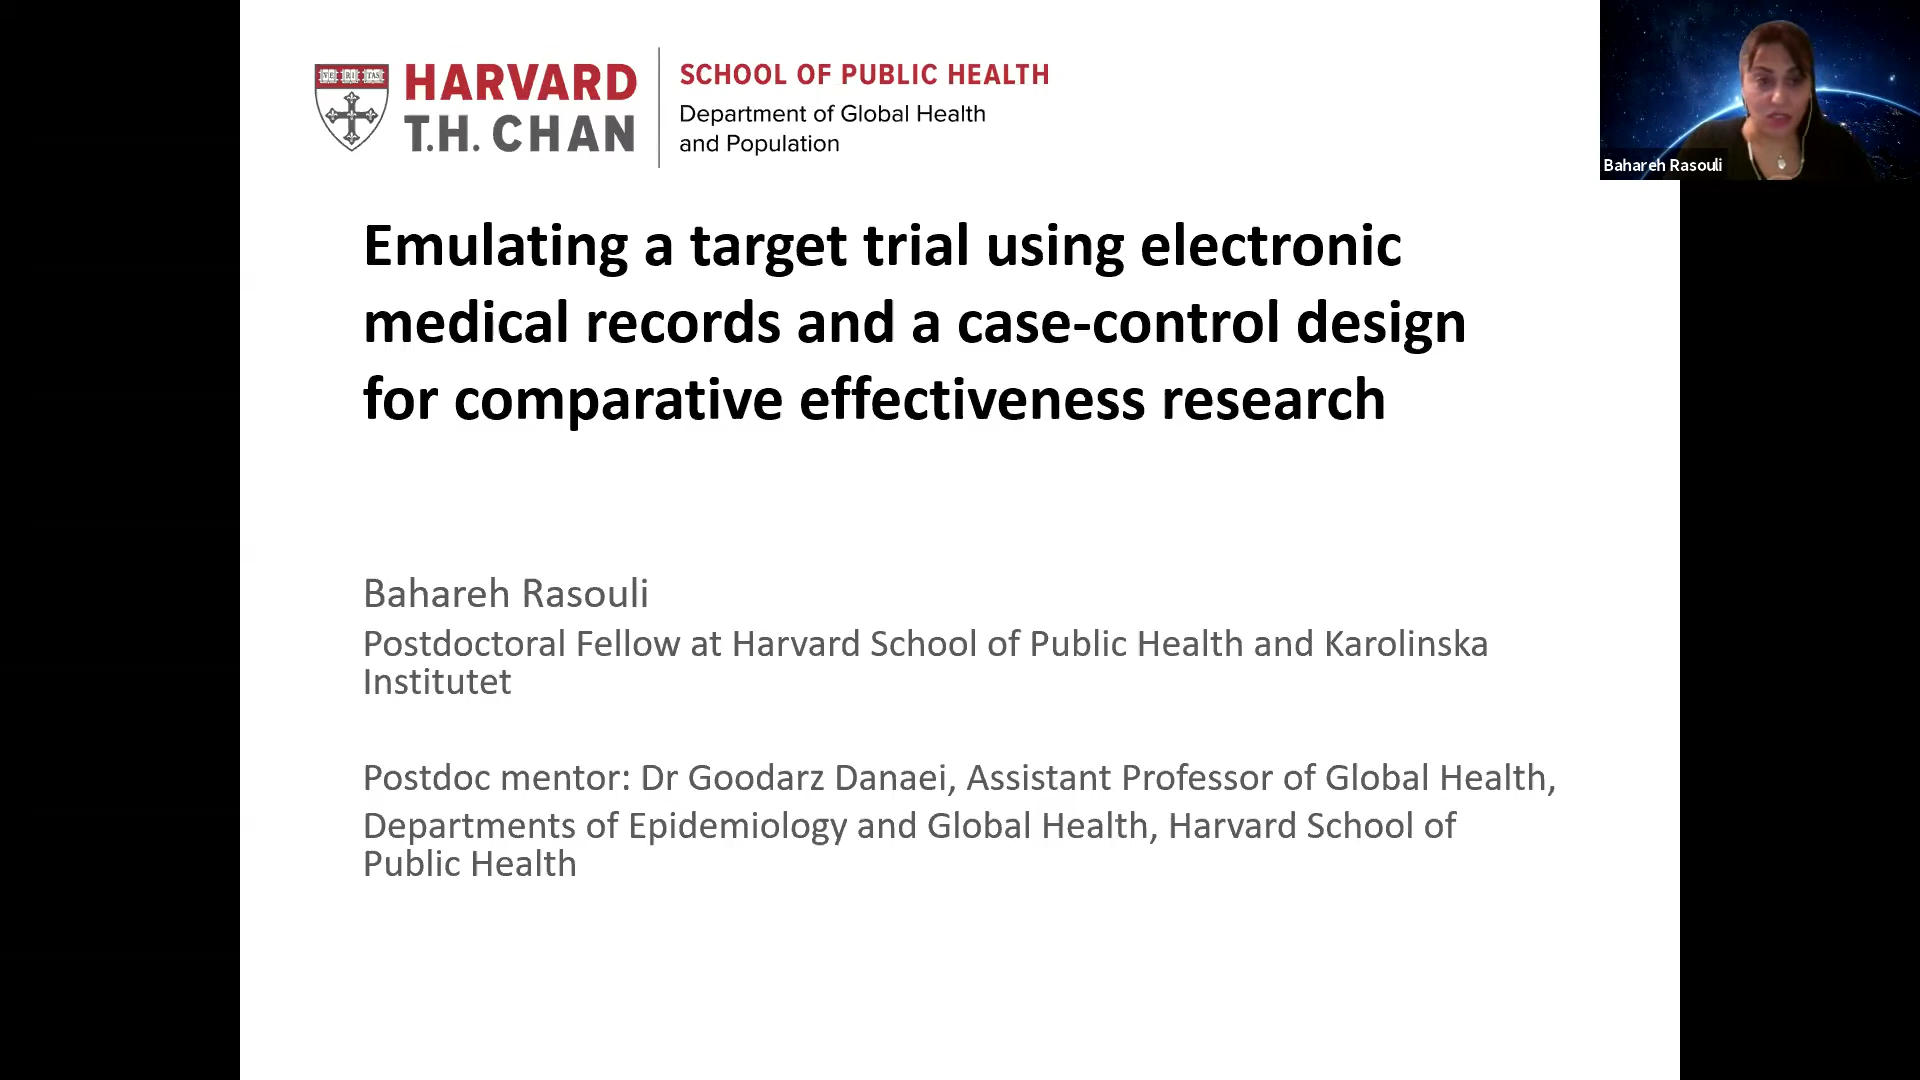 VE RI TAS
HARVARD
T.H. CHAN
SCHOOL OF PUBLIC HEALTH
Department of Global Health
and Population
Bahareh Rasouli
Emulating a target trial using electronic
medical records and a case-control design
for comparative effectiveness research
Bahareh Rasouli
Postdoctoral Fellow at Harvard School of Public Health and Karolinska
Institutet
Postdoc mentor: Dr Goodarz Danaei, Assistant Professor of Global Health,
Departments of Epidemiology and Global Health, Harvard School of
Public Health